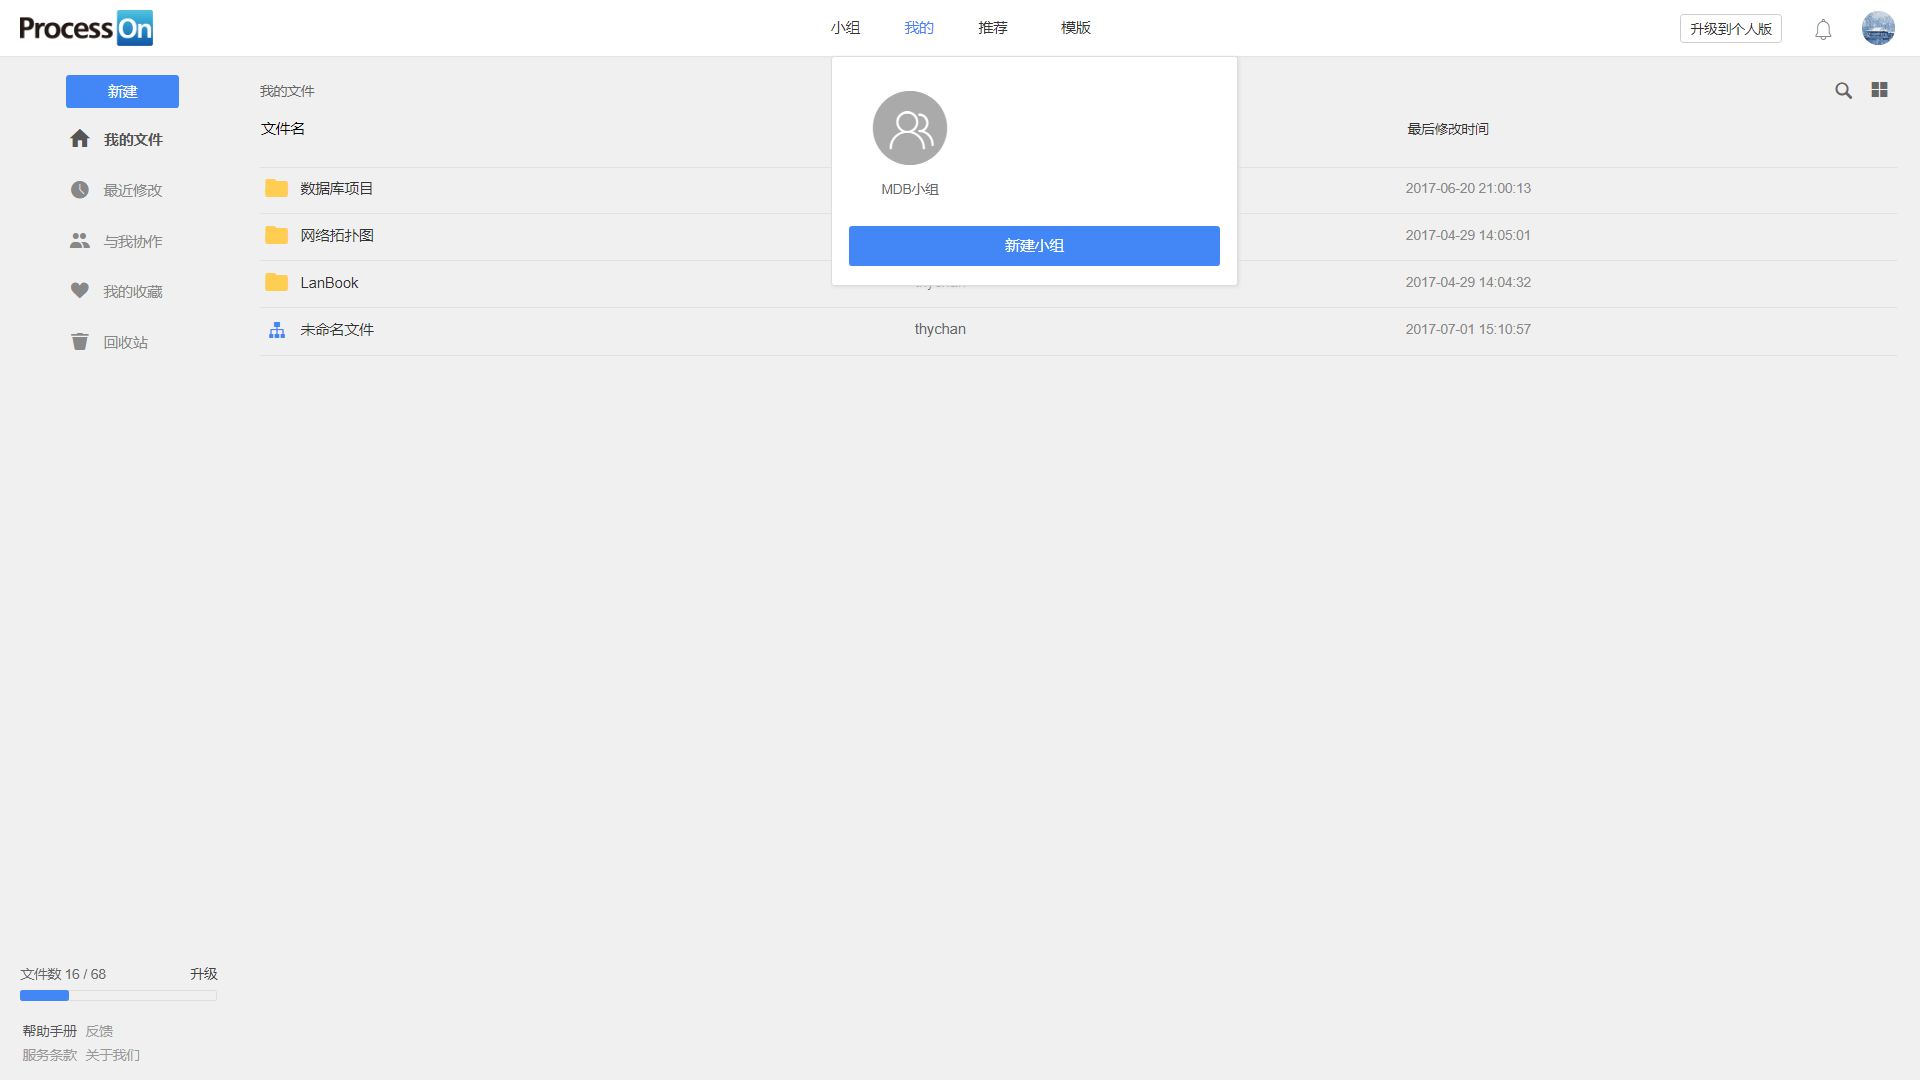 ProcessOn
小组 我的 推荐 模版
升级到个人版
新建
我的文件
最近修改
与我协作
我的收藏
回收站
我的文件
文件名 最后修改时间
数据库项目 2017-06-20 21:00:13
网络拓扑图 2017-04-29 14:05:01
LanBook 2017-04-29 14:04:32
未命名文件 thychan 2017-07-01 15:10:57
MDB小组
新建小组
文件数 16 / 68 升级
帮助手册 反馈
服务条款 关于我们